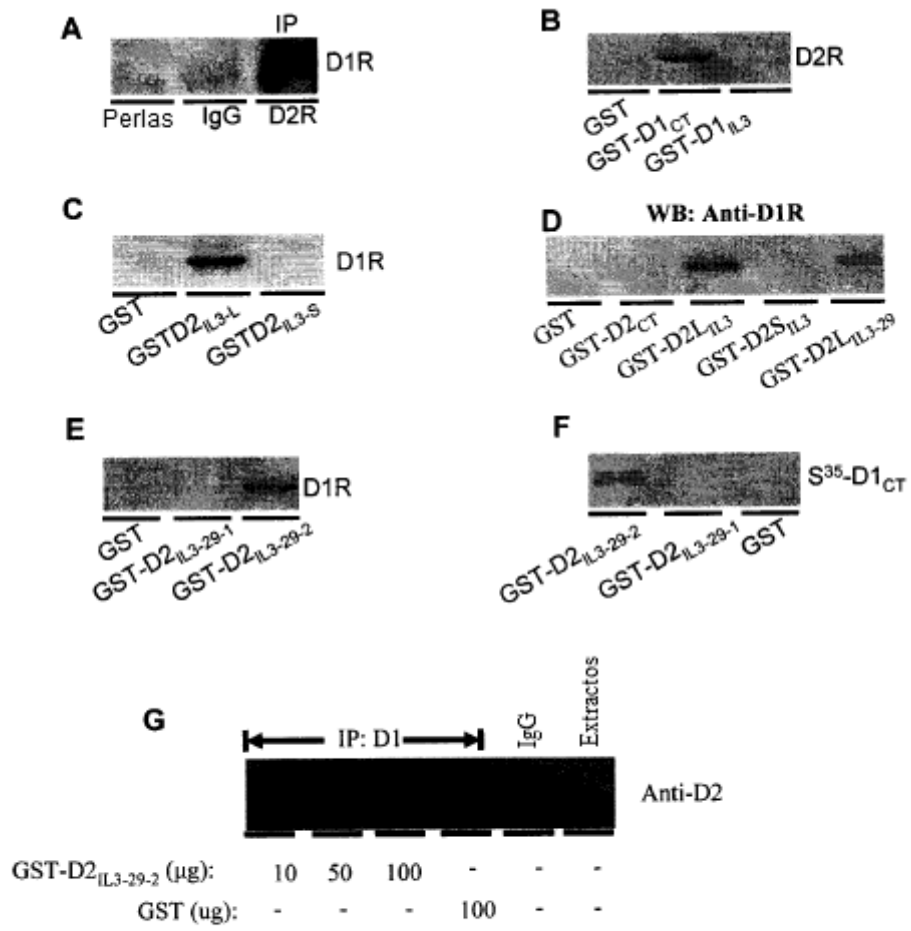 A
IP
D1R
Perlas IgG D2R
B
D2R
GST
GST-D1CT
GST-D1IL3
C
D1R
GST
GSTD2IL3-L
GSTD2IL3-S
D
WB: Anti-D1R
GST
GST-D2CT
GST-D2LIL3
GST-D2SIL3
GST-D2LIL3-29
E
D1R
GST
GST-D2IL3-29-1
GST-D2IL3-29-2
F
S35-D1CT
GST-D2IL3-29-2
GST-D2IL3-29-1
GST
G
IP: D1
IgG
Extractos
Anti-D2
GST-D2IL3-29-2 (µg): 10 50 100 - - -
GST (ug): - - - 100 - -